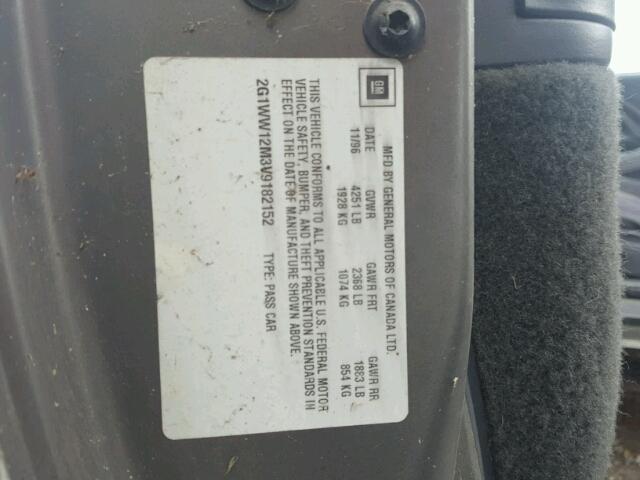 GM
MFD BY GENERAL MOTORS OF CANADA LTD.
DATE GVWR GAWR FRT GAWR RR
11/96 4251 LB 2368 LB 1883 LB
1928 KG 1074 KG 854 KG
THIS VEHICLE CONFORMS TO ALL APPLICABLE U.S. FEDERAL MOTOR
VEHICLE SAFETY, BUMPER, AND THEFT PREVENTION STANDARDS IN
EFFECT ON THE DATE OF MANUFACTURE SHOWN ABOVE.
2G1WW12M3V9182152 TYPE: PASS CAR